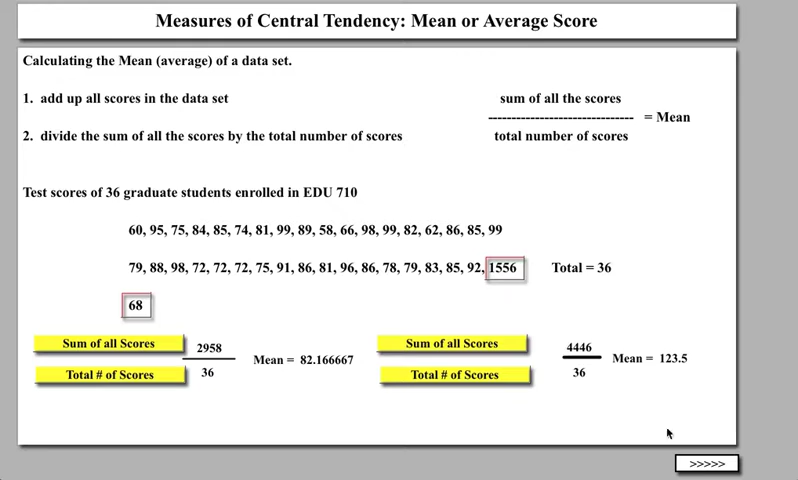 Measures of Central Tendency: Mean or Average Score
Calculating the Mean (average) of a data set.
1. add up all scores in the data set
2. divide the sum of all the scores by the total number of scores
sum of all the scores
-------------------------------- = Mean
total number of scores
Test scores of 36 graduate students enrolled in EDU 710
60, 95, 75, 84, 85, 74, 81, 99, 89, 58, 66, 98, 99, 82, 62, 86, 85, 99
79, 88, 98, 72, 72, 72, 75, 91, 86, 81, 96, 86, 78, 79, 83, 85, 92, 1556 Total = 36
68
Sum of all Scores
Total # of Scores
2958
36
Mean = 82.166667
Sum of all Scores
Total # of Scores
4446
36
Mean = 123.5
>>>>>